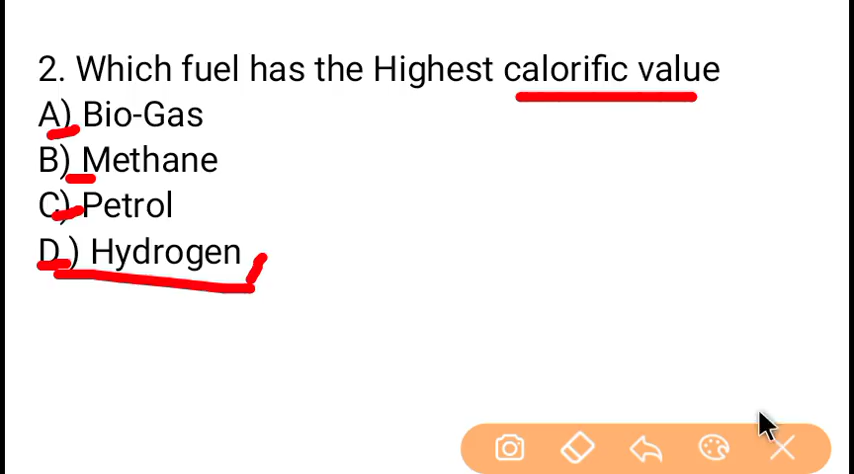 2. Which fuel has the Highest calorific value
A) Bio-Gas
B) Methane
C) Petrol
D.) Hydrogen